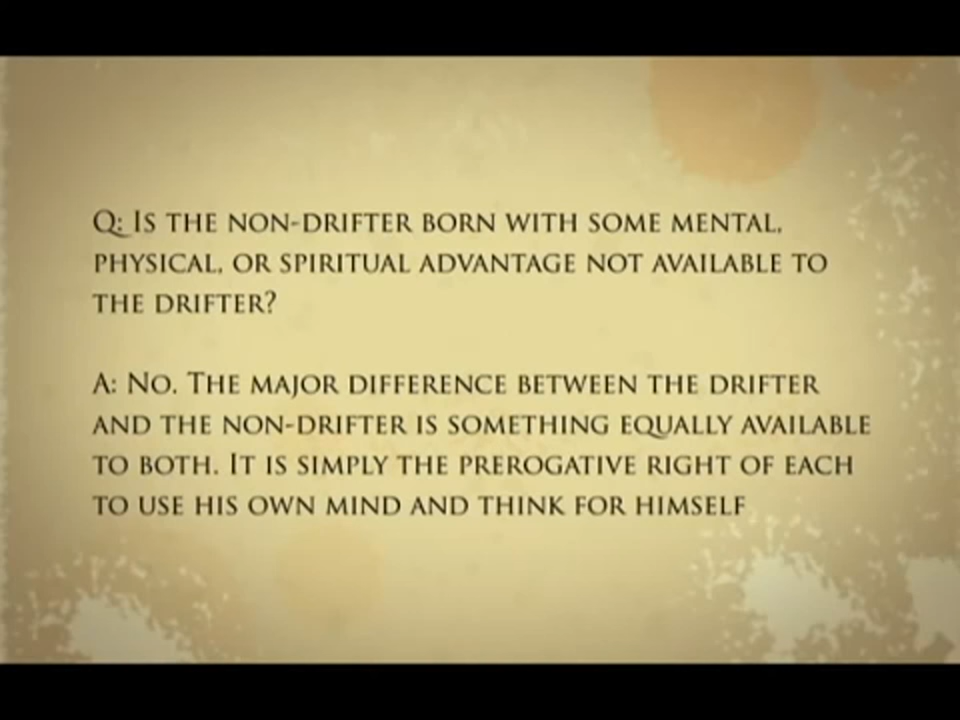 Q: Is the non-drifter born with some mental,
physical, or spiritual advantage not available to
the drifter?
A: No. The major difference between the drifter
and the non-drifter is something equally available
to both. It is simply the prerogative right of each
to use his own mind and think for himself